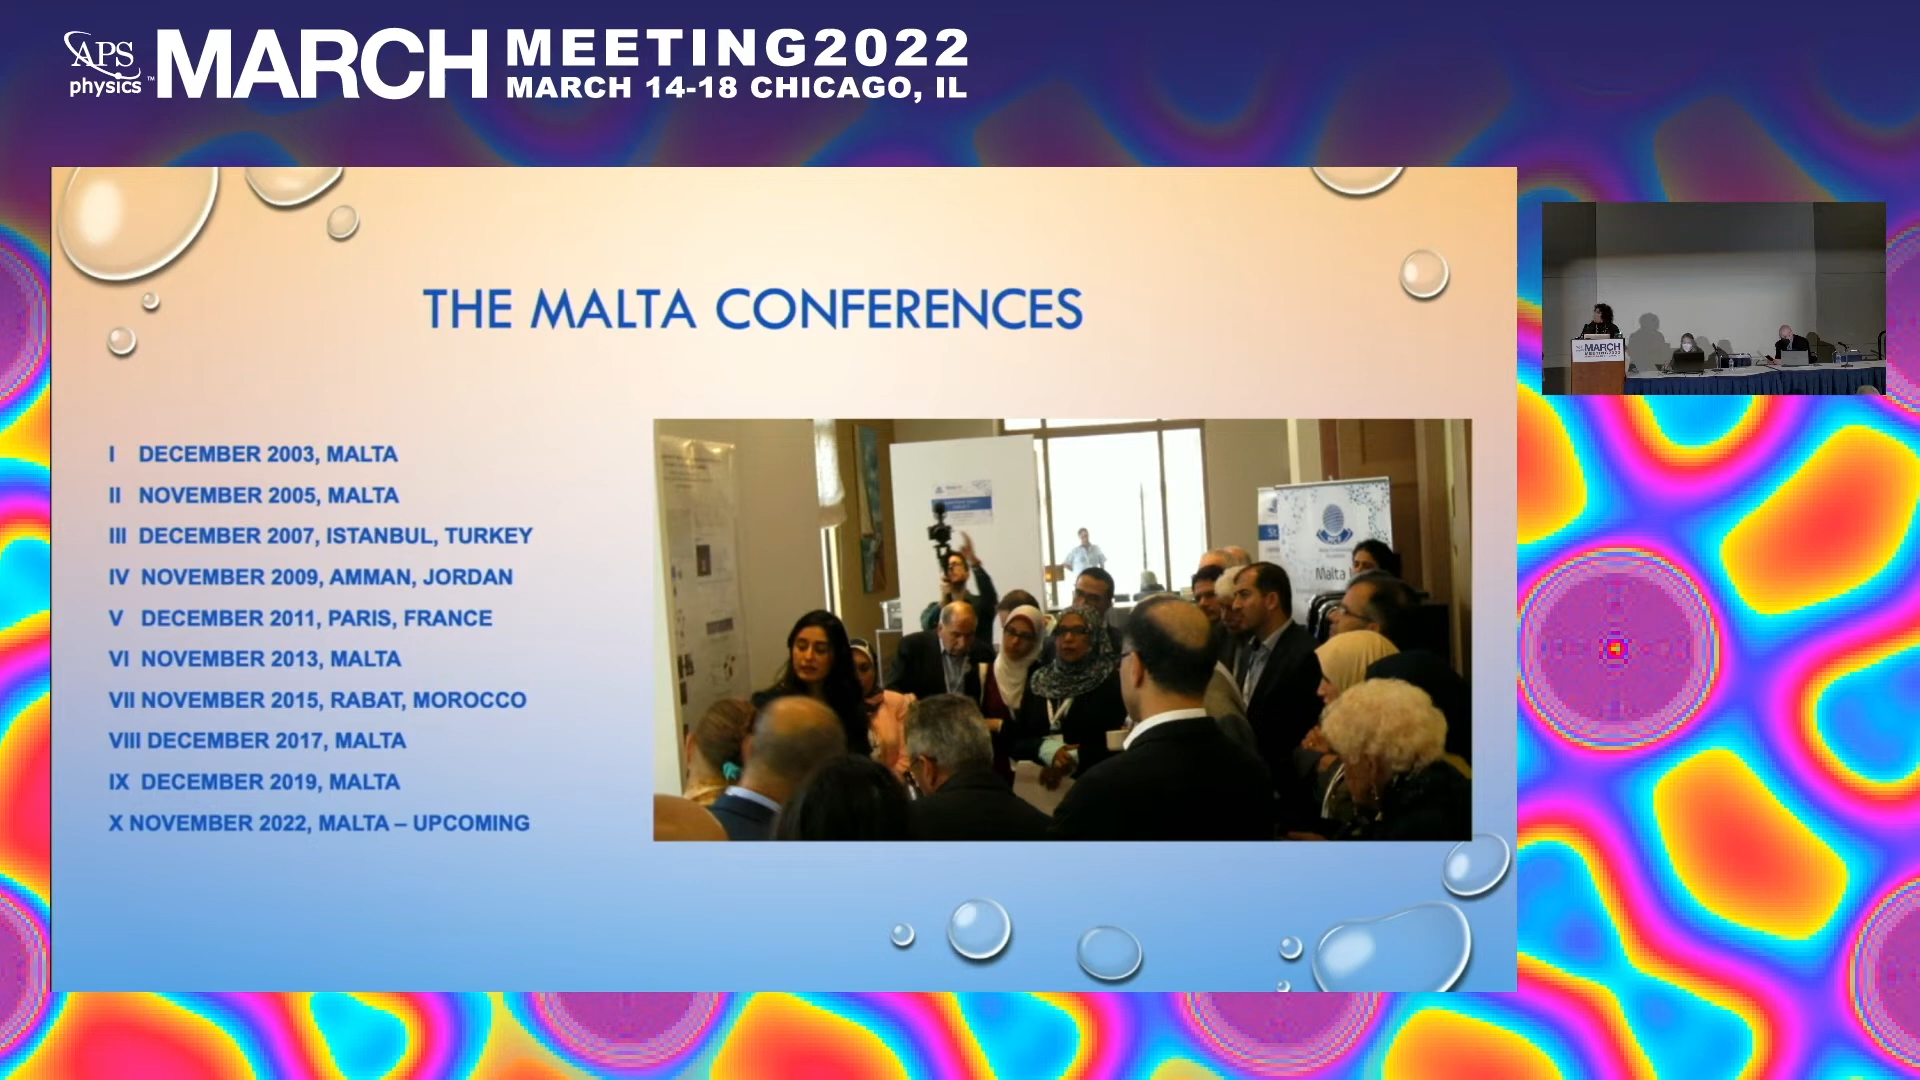 APS
physics™
MARCH
MEETING2022
MARCH 14-18 CHICAGO, IL
THE MALTA CONFERENCES
I DECEMBER 2003, MALTA
II NOVEMBER 2005, MALTA
III DECEMBER 2007, ISTANBUL, TURKEY
IV NOVEMBER 2009, AMMAN, JORDAN
V DECEMBER 2011, PARIS, FRANCE
VI NOVEMBER 2013, MALTA
VII NOVEMBER 2015, RABAT, MOROCCO
VIII DECEMBER 2017, MALTA
IX DECEMBER 2019, MALTA
X NOVEMBER 2022, MALTA – UPCOMING
Malta
MARCH
MEETING2022